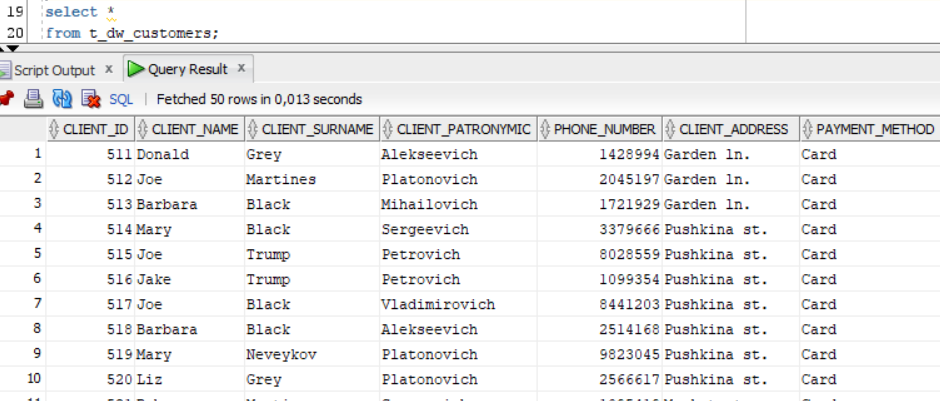 19 select *
20 from t_dw_customers;
Script Output x Query Result x
SQL | Fetched 50 rows in 0,013 seconds
CLIENT_ID CLIENT_NAME CLIENT_SURNAME CLIENT_PATRONYMIC PHONE_NUMBER CLIENT_ADDRESS PAYMENT_METHOD
1 511 Donald Grey Alekseevich 1428994 Garden ln. Card
2 512 Joe Martines Platonovich 2045197 Garden ln. Card
3 513 Barbara Black Mihailovich 1721929 Garden ln. Card
4 514 Mary Black Sergeevich 3379666 Pushkina st. Card
5 515 Joe Trump Petrovich 8028559 Pushkina st. Card
6 516 Jake Trump Petrovich 1099354 Pushkina st. Card
7 517 Joe Black Vladimirovich 8441203 Pushkina st. Card
8 518 Barbara Black Alekseevich 2514168 Pushkina st. Card
9 519 Mary Neveykov Platonovich 9823045 Pushkina st. Card
10 520 Liz Grey Platonovich 2566617 Pushkina st. Card